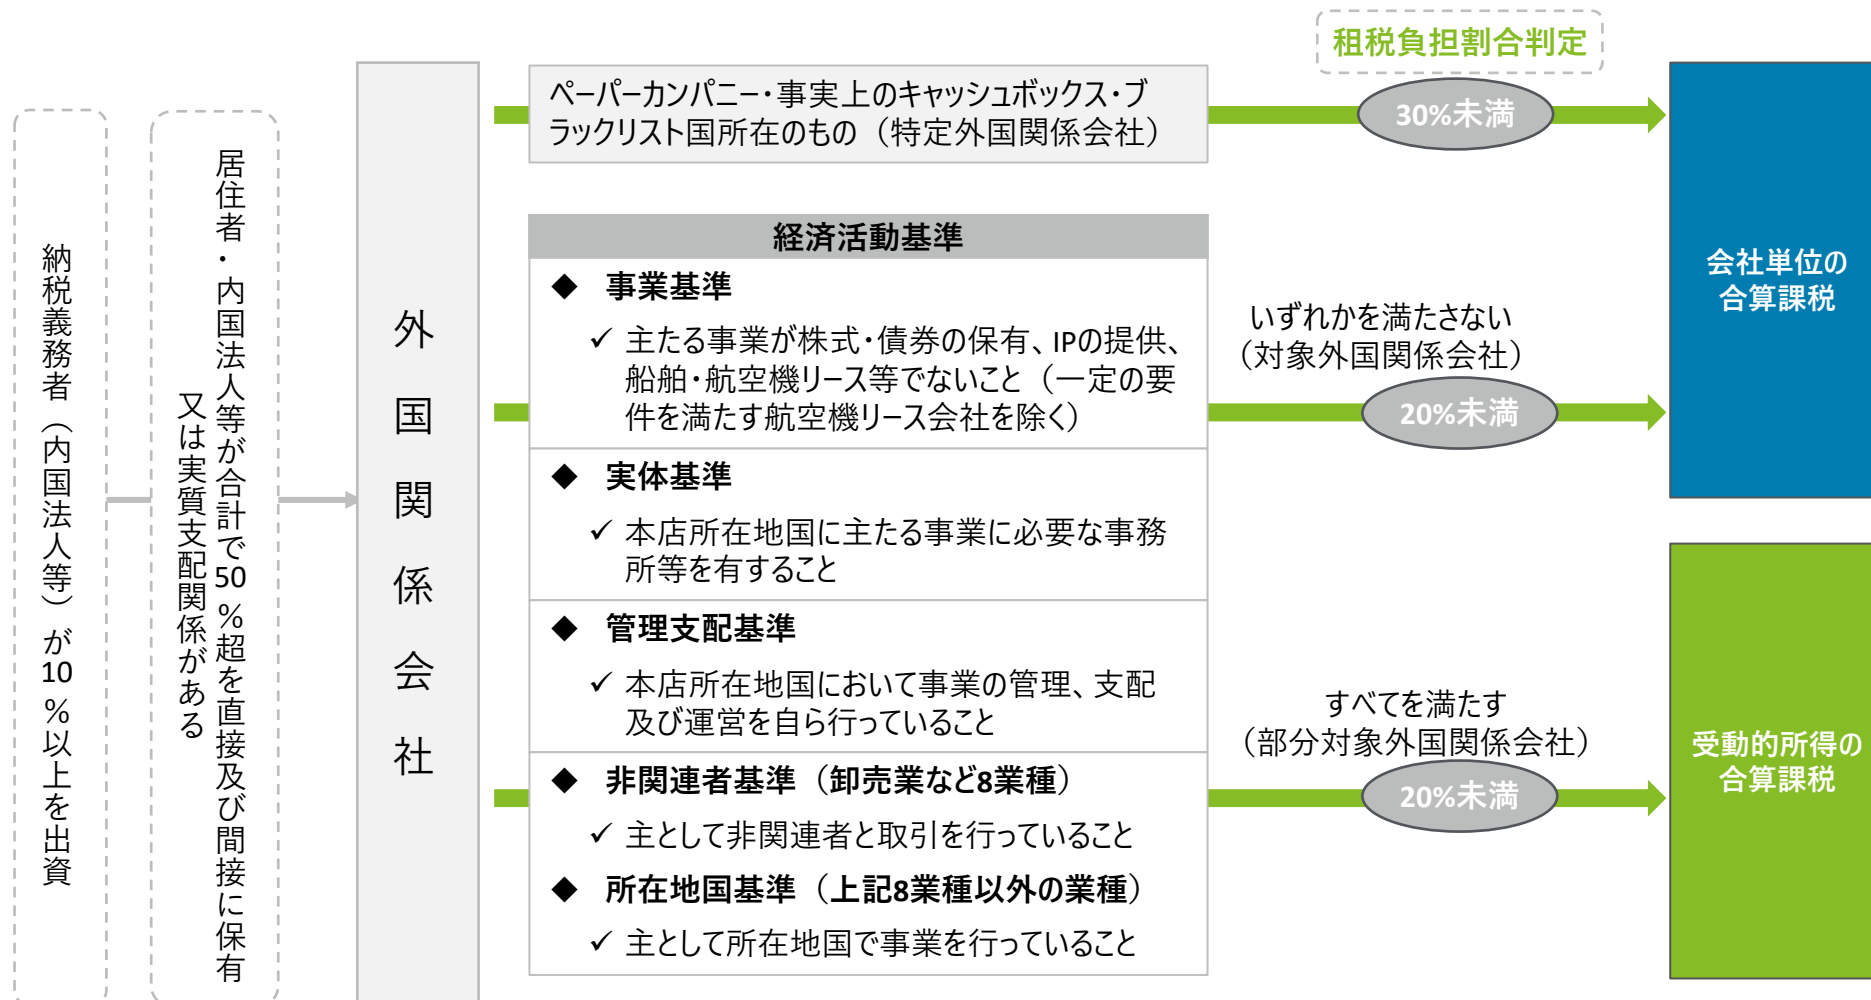 納税義務者（内国法人等）が10％以上を出資
居住者・内国法人等が合計で50％超を直接及び間接に保有
又は実質支配関係がある
外国関係会社
租税負担割合判定
ペーパーカンパニー・事実上のキャッシュボックス・ブ
ラックリスト国所在のもの（特定外国関係会社）
30%未満
経済活動基準
◆ 事業基準
✓ 主たる事業が株式・債券の保有、IPの提供、
船舶・航空機リース等でないこと（一定の要
件を満たす航空機リース会社を除く）
◆ 実体基準
✓ 本店所在地国に主たる事業に必要な事務
所等を有すること
◆ 管理支配基準
✓ 本店所在地国において事業の管理、支配
及び運営を自ら行っていること
◆ 非関連者基準（卸売業など8業種）
✓ 主として非関連者と取引を行っていること
◆ 所在地国基準（上記8業種以外の業種）
✓ 主として所在地国で事業を行っていること
いずれかを満たさない
（対象外国関係会社）
20%未満
すべてを満たす
（部分対象外国関係会社）
20%未満
会社単位の
合算課税
受動的所得の
合算課税